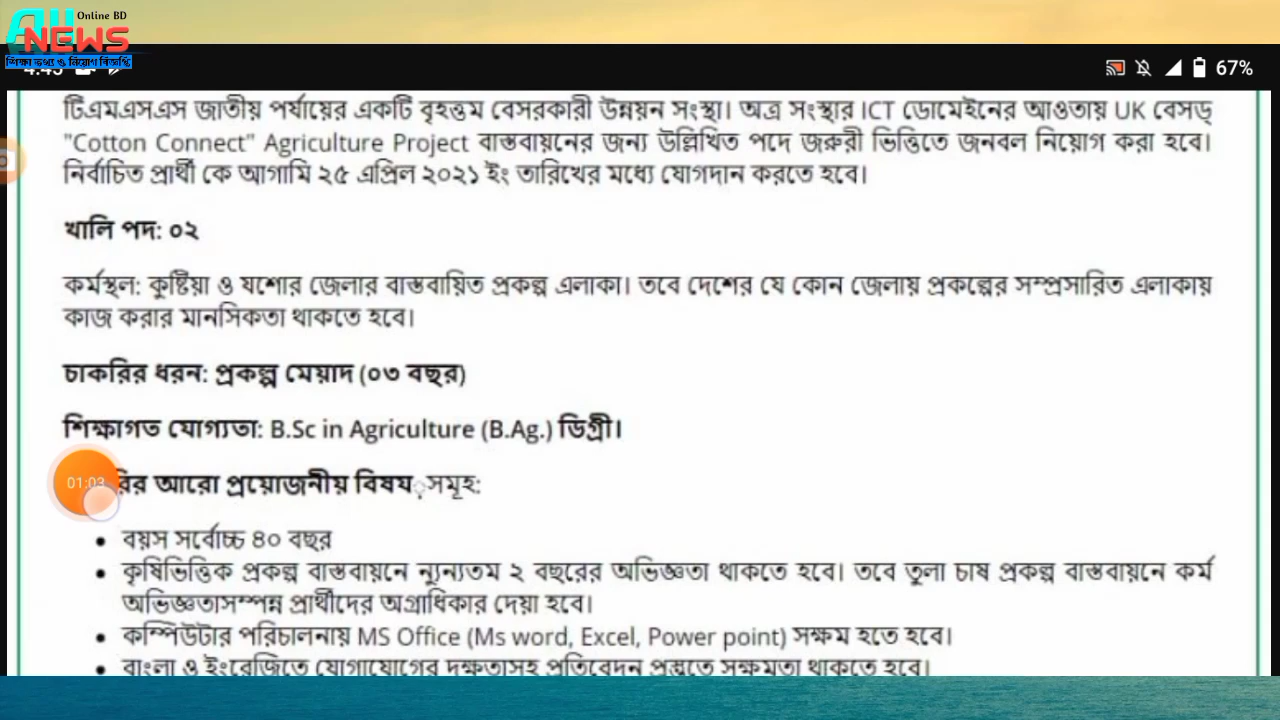 All Online BD
NEWS
শিক্ষা তথ্য ও নিয়োগ বিজ্ঞপ্তি
67%
টিএমএসএস জাতীয় পর্যায়ের একটি বৃহত্তম বেসরকারী উন্নয়ন সংস্থা। অত্র সংস্থার ICT ডোমেইনের আওতায় UK বেসড্
"Cotton Connect" Agriculture Project বাস্তবায়নের জন্য উল্লিখিত পদে জরুরী ভিত্তিতে জনবল নিয়োগ করা হবে।
নির্বাচিত প্রার্থী কে আগামি ২৫ এপ্রিল ২০২১ ইং তারিখের মধ্যে যোগদান করতে হবে।
খালি পদ: ০২
কর্মস্থল: কুষ্টিয়া ও যশোর জেলার বাস্তবায়িত প্রকল্প এলাকা। তবে দেশের যে কোন জেলায় প্রকল্পের সম্প্রসারিত এলাকায়
কাজ করার মানসিকতা থাকতে হবে।
চাকরির ধরন: প্রকল্প মেয়াদ (০৩ বছর)
শিক্ষাগত যোগ্যতা: B.Sc in Agriculture (B.Ag.) ডিগ্রী।
01:03
রির আরো প্রয়োজনীয় বিষয়সমূহ:
বয়স সর্বোচ্চ ৪০ বছর
কৃষিভিত্তিক প্রকল্প বাস্তবায়নে ন্যুন্যতম ২ বছরের অভিজ্ঞতা থাকতে হবে। তবে তুলা চাষ প্রকল্প বাস্তবায়নে কর্ম
অভিজ্ঞতাসম্পন্ন প্রার্থীদের অগ্রাধিকার দেয়া হবে।
কম্পিউটার পরিচালনায় MS Office (Ms word, Excel, Power point) সক্ষম হতে হবে।
বাংলা ও ইংরেজিতে যোগাযোগের দক্ষতাসহ প্রতিবেদন প্রস্তুতে সক্ষমতা থাকতে হবে।